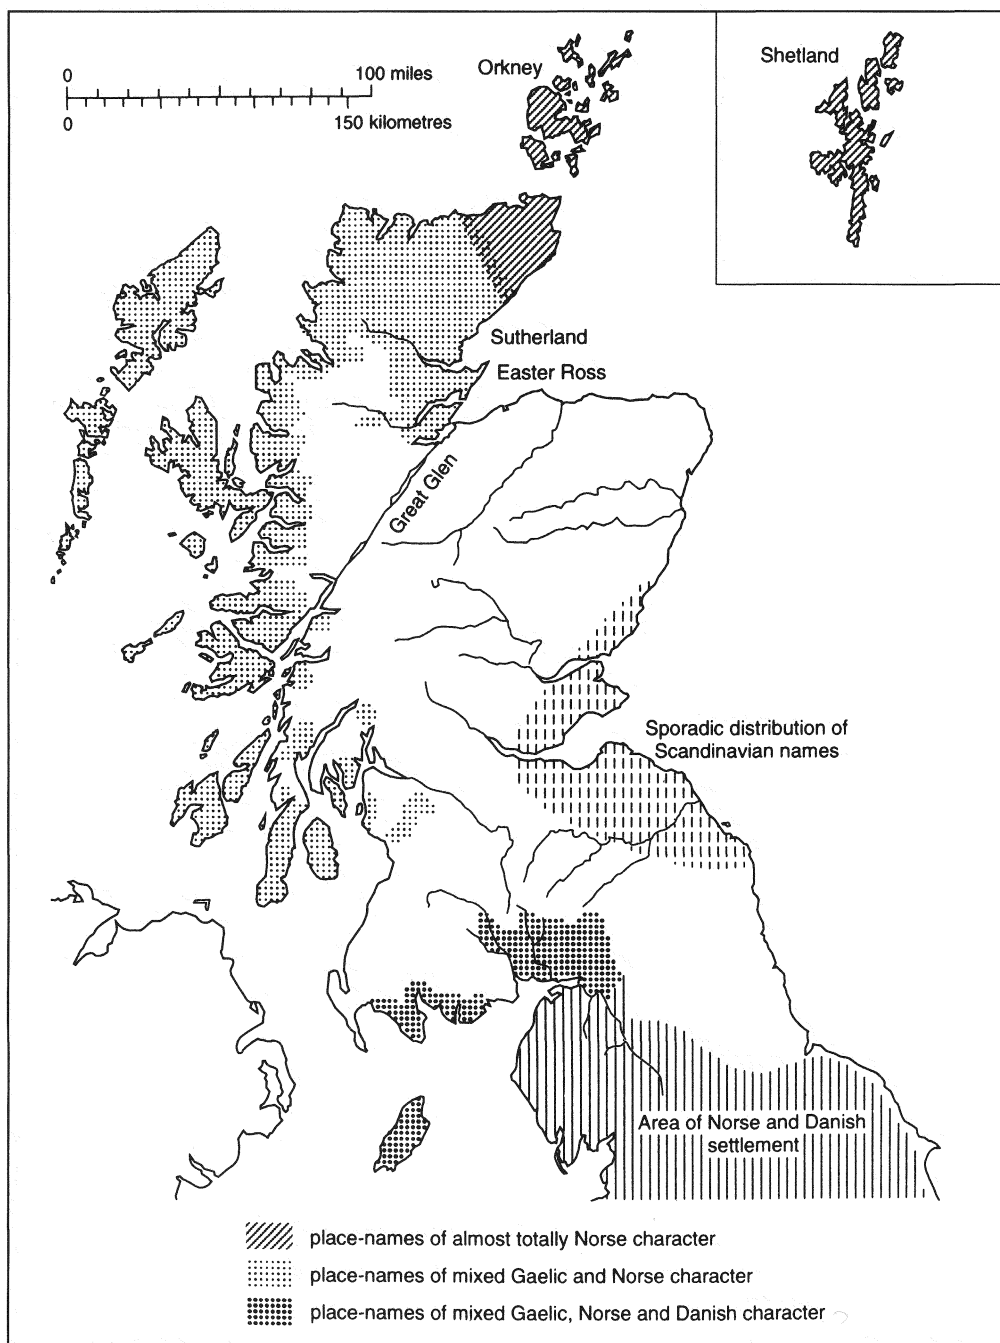 0
100 miles
0
150 kilometres
Orkney
Shetland
Sutherland
Easter Ross
Great Glen
Sporadic distribution of
Scandinavian names
Area of Norse and Danish
settlement
place-names of almost totally Norse character
place-names of mixed Gaelic and Norse character
place-names of mixed Gaelic, Norse and Danish character